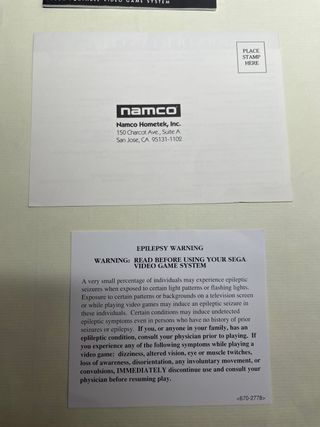 VIDEO GAME SYSTEM
PLACE
STAMP
HERE
namco
Namco Hometek, Inc.
150 Charcot Ave., Suite A
San Jose, CA 95131-1102
EPILEPSY WARNING
WARNING: READ BEFORE USING YOUR SEGA
VIDEO GAME SYSTEM
A very small percentage of individuals may experience epileptic
seizures when exposed to certain light patterns or flashing lights.
Exposure to certain patterns or backgrounds on a television screen
or while playing video games may induce an epileptic seizure in
these individuals. Certain conditions may induce undetected
epileptic symptoms even in persons who have no history of prior
seizures or epilepsy. If you, or anyone in your family, has an
epileptic condition, consult your physician prior to playing. If
you experience any of the following symptoms while playing a
video game: dizziness, altered vision, eye or muscle twitches,
loss of awareness, disorientation, any involuntary movement, or
convulsions, IMMEDIATELY discontinue use and consult your
physician before resuming play.
<670-2778>